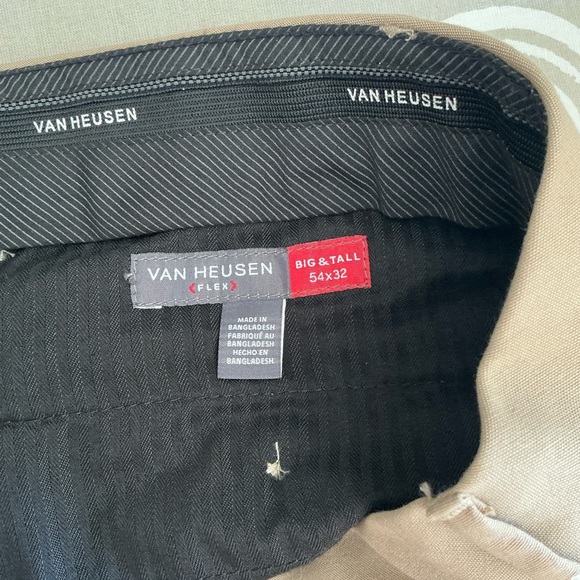 VAN HEUSEN
VAN HEUSEN
VAN HEUSEN
‹FLEX›
BIG & TALL
54x32
MADE IN
BANGLADESH
FABRIQUÉ AU
BANGLADESH
HECHO EN
BANGLADESH